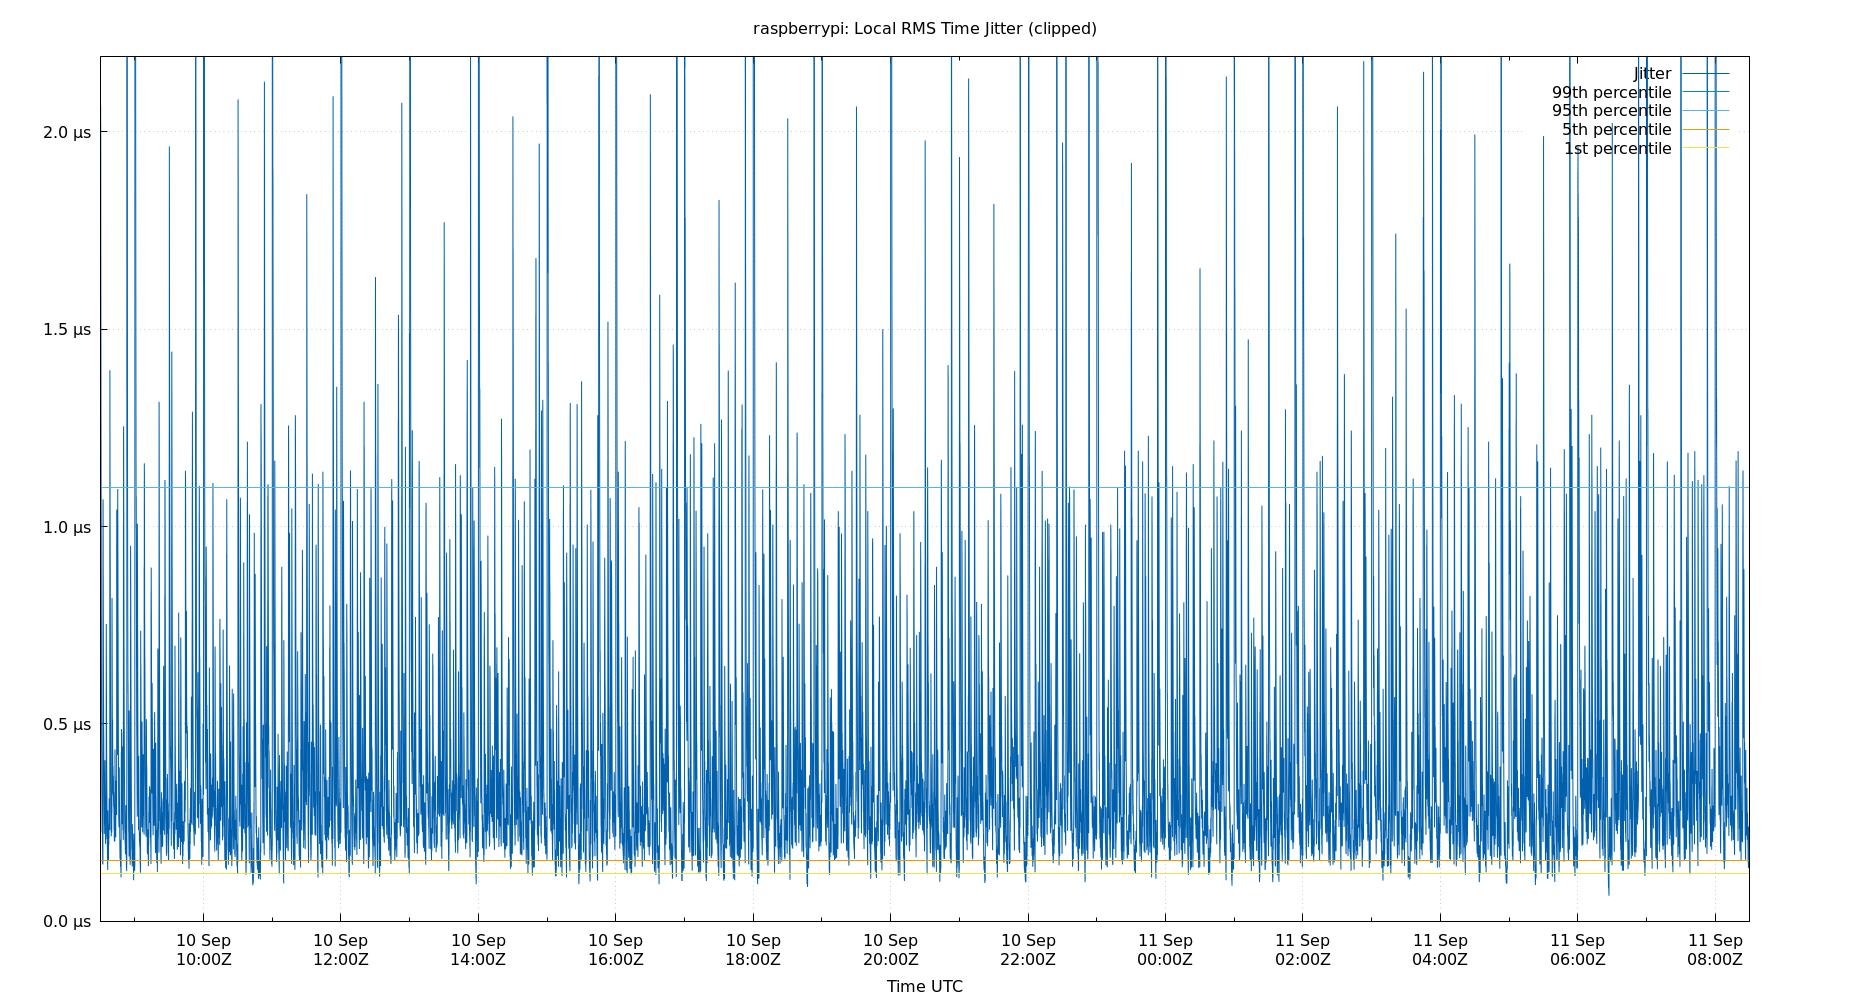 raspberrypi: Local RMS Time Jitter (clipped)
Jitter
99th percentile
95th percentile
5th percentile
1st percentile
2.0 µs
1.5 µs
1.0 µs
0.5 µs
0.0 µs
10 Sep 10 Sep 10 Sep 10 Sep 10 Sep 10 Sep 10 Sep 11 Sep 11 Sep 11 Sep 11 Sep 11 Sep
10:00Z 12:00Z 14:00Z 16:00Z 18:00Z 20:00Z 22:00Z 00:00Z 02:00Z 04:00Z 06:00Z 08:00Z
Time UTC